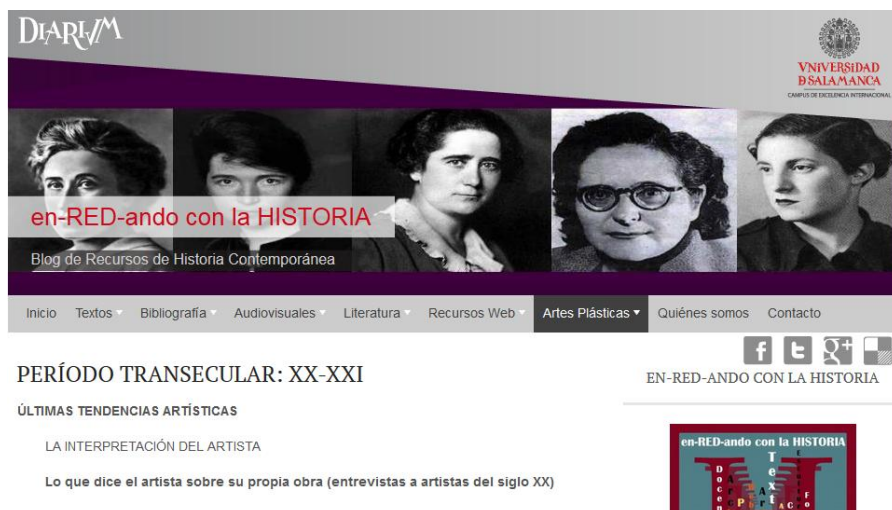 DIARIVM
VNiVERSiDAD
D SALAMANCA
CAMPUS DE EXCELENCIA INTERNACIONAL
en-RED-ando con la HISTORIA
Blog de Recursos de Historia Contemporánea
Inicio Textos Bibliografía Audiovisuales Literatura Recursos Web Artes Plásticas Quiénes somos Contacto
PERÍODO TRANSECULAR: XX-XXI
EN-RED-ANDO CON LA HISTORIA
ÚLTIMAS TENDENCIAS ARTÍSTICAS
LA INTERPRETACIÓN DEL ARTISTA
Lo que dice el artista sobre su propia obra (entrevistas a artistas del siglo XX)
en-RED-ando con la HISTORIA